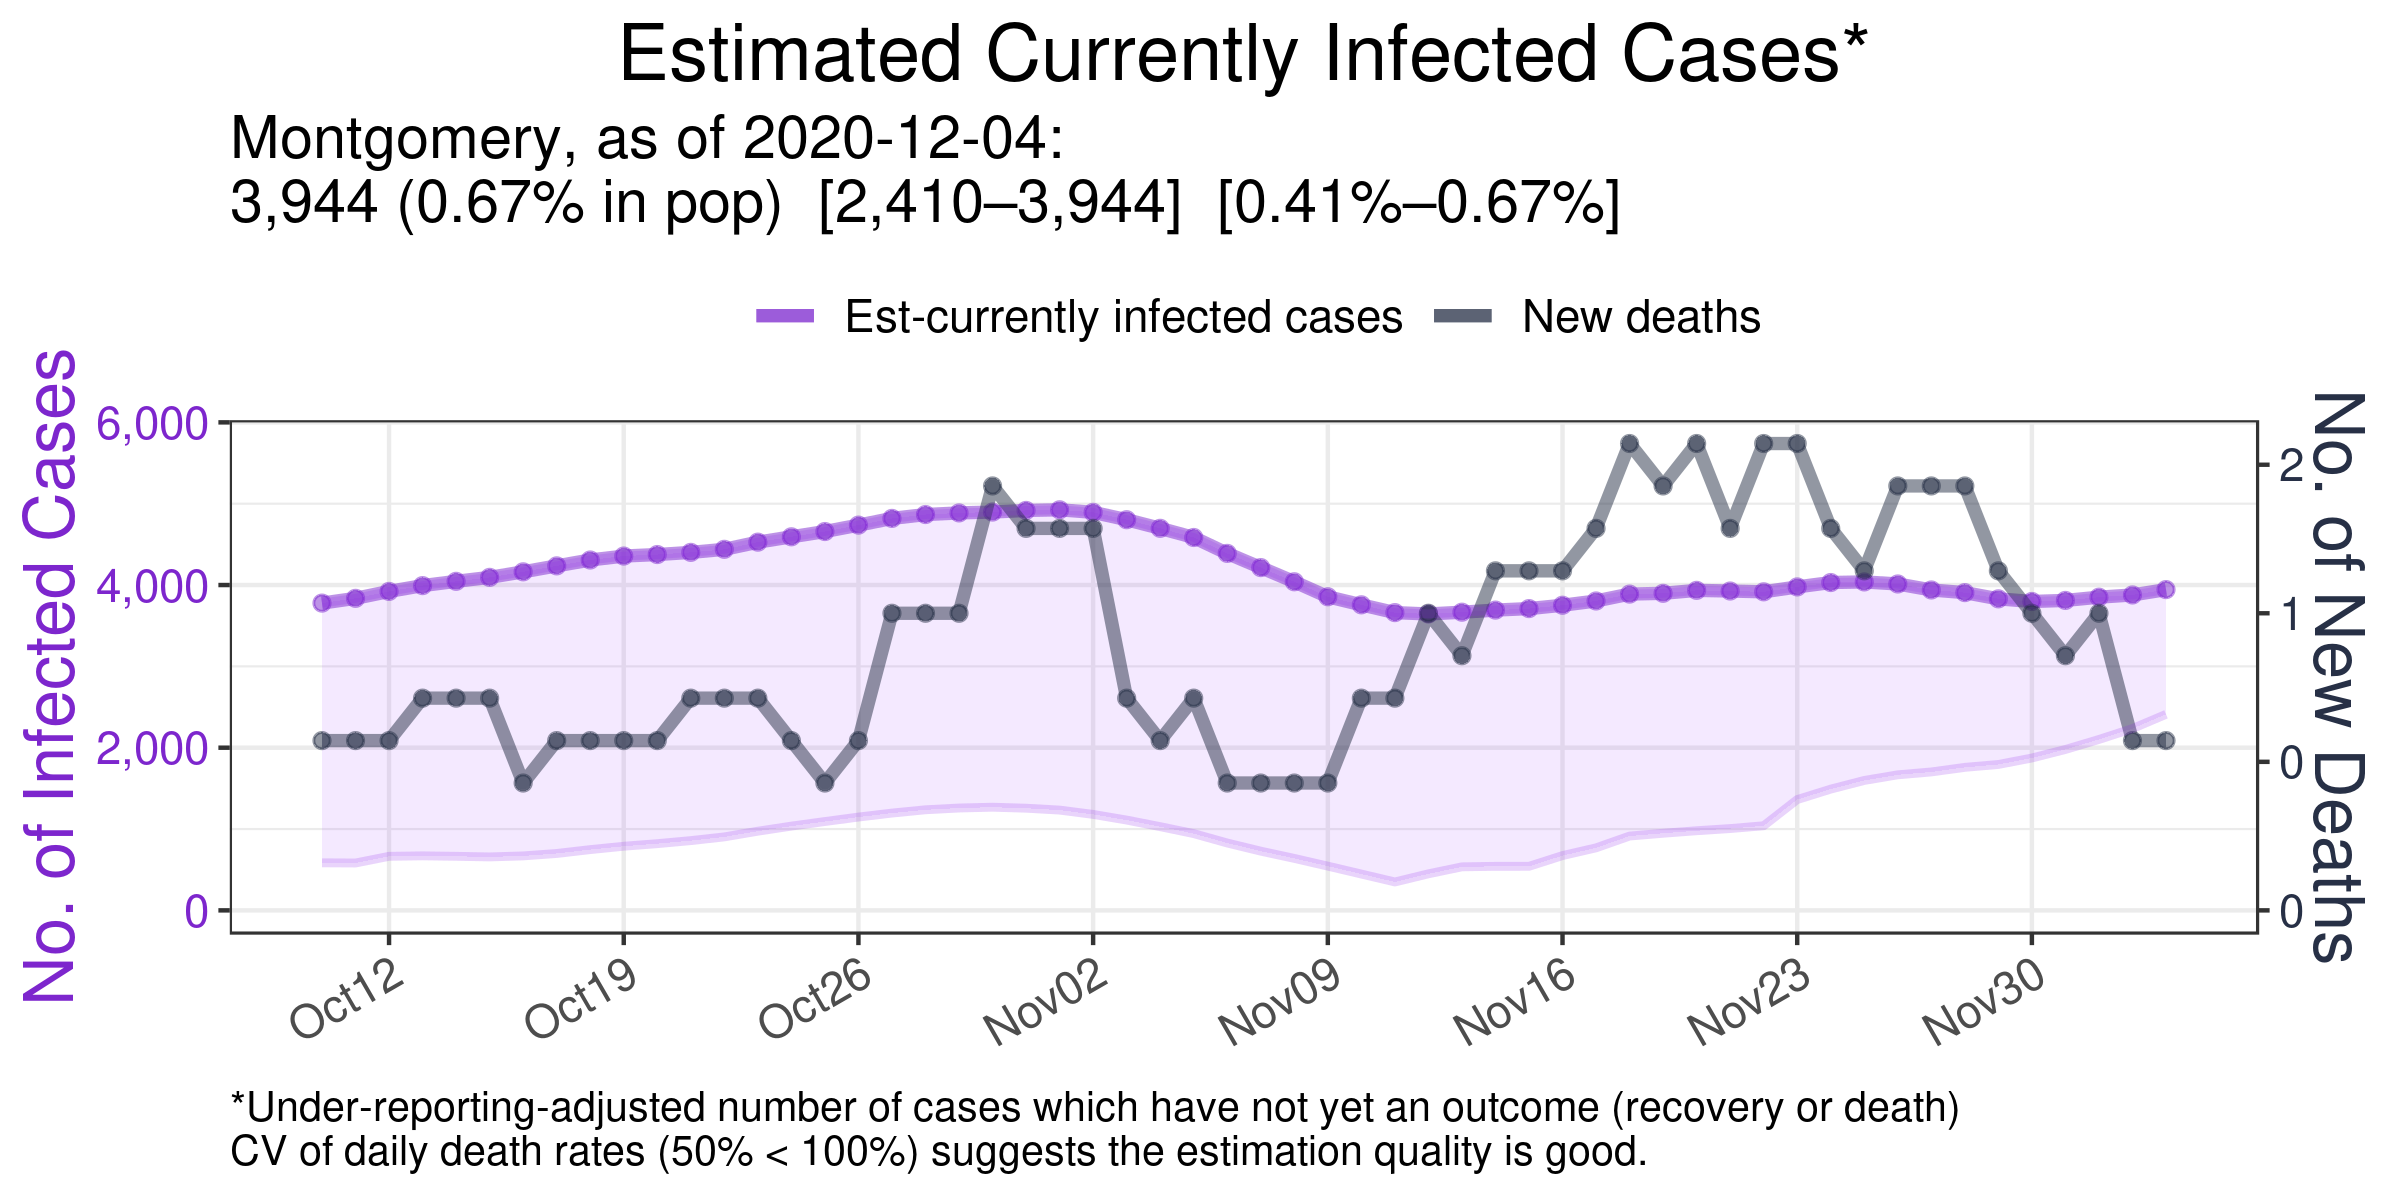 Estimated Currently Infected Cases*
Montgomery, as of 2020-12-04:
3,944 (0.67% in pop) [2,410–3,944] [0.41%–0.67%]
Est-currently infected cases
New deaths
No. of Infected Cases
6,000
4,000
2,000
0
2
1
0
0
No. of New Deaths
Oct12
Oct19
Oct26
Nov02
Nov09
Nov16
Nov23
Nov30
*Under-reporting-adjusted number of cases which have not yet an outcome (recovery or death)
CV of daily death rates (50% < 100%) suggests the estimation quality is good.